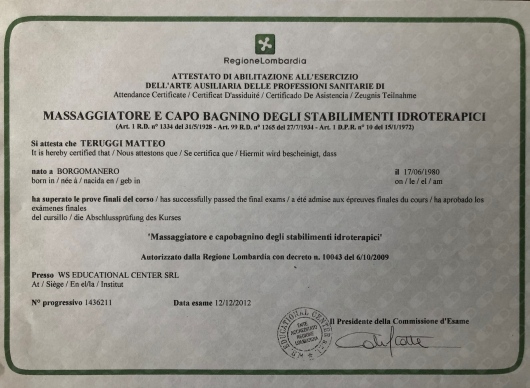 RegioneLombardia
ATTESTATO DI ABILITAZIONE ALL'ESERCIZIO
DELL'ARTE AUSILIARIA DELLE PROFESSIONI SANITARIE DI
Attendance Certificate / Certificat D'assiduité / Certificado De Asistencia / Zeugnis Teilnahme
MASSAGGIATORE E CAPO BAGNINO DEGLI STABILIMENTI IDROTERAPICI
(Art. 1 R.D. n° 1334 del 31/5/1928 - Art. 99 R.D. n° 1265 del 27/7/1934 - Art. 1 D.P.R. n° 10 del 15/1/1972)
Si attesta che TERUGGI MATTEO
It is hereby certified that / Nous attestons que / Se certifica que / Hiermit wird bescheinigt, dass
nato a BORGOMANERO il 17/06/1980
born in / née à / nacida en / geb in on / le / el / am
ha superato le prove finali del corso / has successfully passed the final exams / a été admise aux épreuves finales du cours / ha aprobado los
exámenes finales
del cursillo / die Abschlussprüfung des Kurses
'Massaggiatore e capobagnino degli stabilimenti idroterapici'
Autorizzato dalla Regione Lombardia con decreto n. 10043 del 6/10/2009
Presso WS EDUCATIONAL CENTER SRL
At / Siège / En el/la / Institut
N° progressivo 1436211 Data esame 12/12/2012
Il Presidente della Commissione d'Esame
EDUCATIONAL CENTER
ENTE
ACCREDITATO
REGIONE
LOMBARDIA